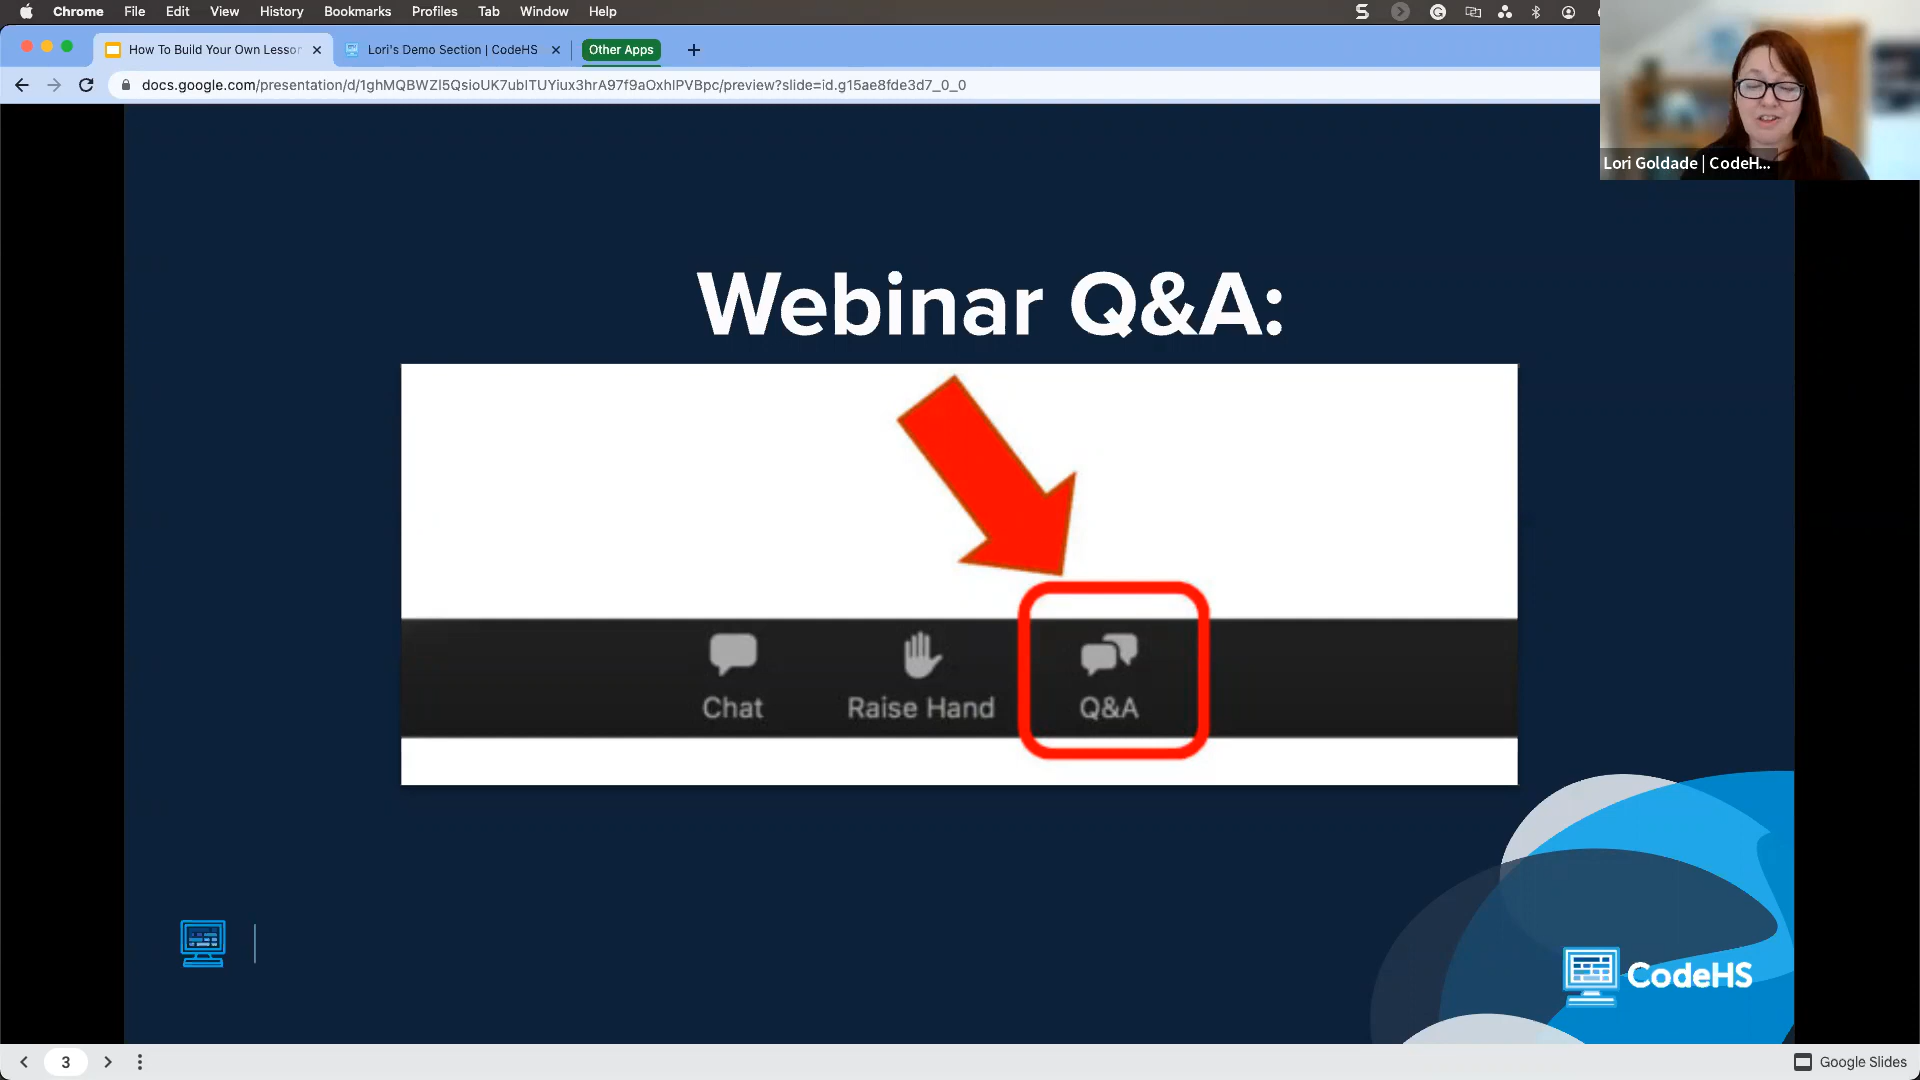 Chrome File Edit View History Bookmarks Profiles Tab Window Help
How To Build Your Own Lesson Lori's Demo Section | CodeHS Other Apps
docs.google.com/presentation/d/1ghMQBWZl5QsioUK7ubITUYiux3hrA97f9aOxhlPVBpc/preview?slide=id.g15ae8fde3d7_0_0
Lori Goldade | CodeH...
Webinar Q&A:
Chat Raise Hand Q&A
CodeHS
3 Google Slides